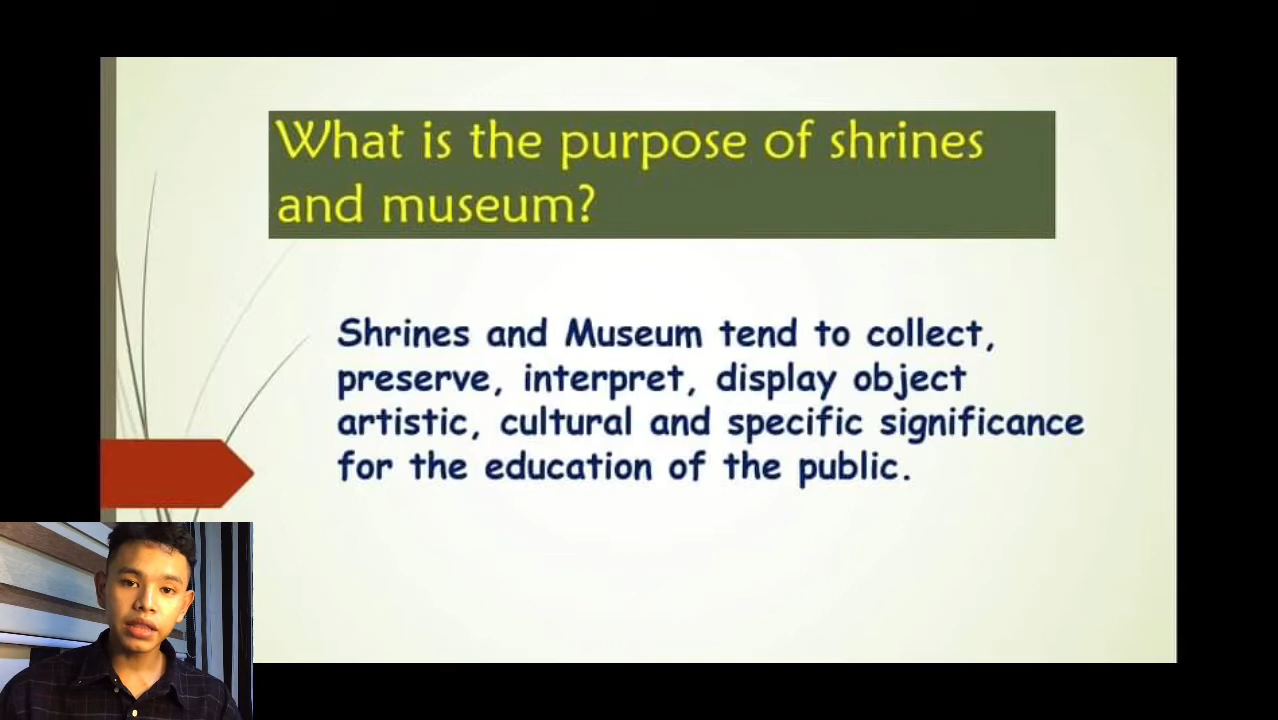 What is the purpose of shrines
and museum?
Shrines and Museum tend to collect,
preserve, interpret, display object
artistic, cultural and specific significance
for the education of the public.